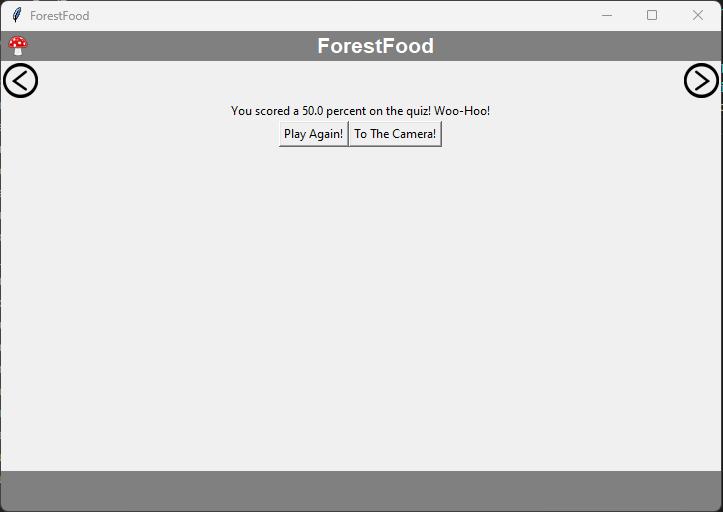 ForestFood
ForestFood
You scored a 50.0 percent on the quiz! Woo-Hoo!
Play Again! To The Camera!